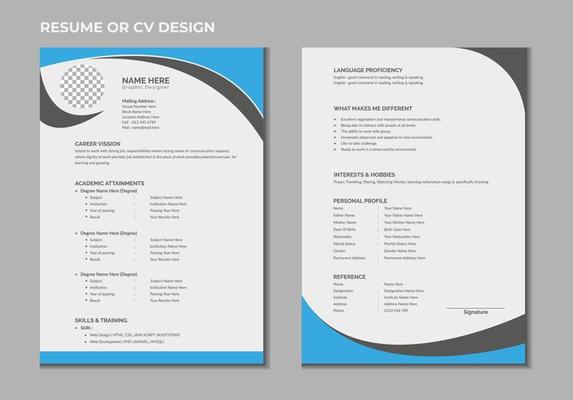 RESUME OR CV DESIGN
NAME HERE
Graphic Designer
Mailing Address :
House Number Here
Block Name Here
Location Address Here
Cell : 012 345 6789
Mail : name@mail.here
CAREER VISSION
Intend to work with strong job, responsibilities where strong sense of organizational, communication require,
where dignity of work provides job satisfaction & the place of work provides potential avenues for
learning and growing
ACADEMIC ATTAINMENTS
Degree Name Here (Degree)
Subject : Subject Name Here
Institution : Institution Name Here
Year of passing : Passing Year Here
Result : Your Results Here
Degree Name Here (Degree)
Subject : Subject Name Here
Institution : Institution Name Here
Year of passing : Passing Year Here
Result : Your Results Here
Degree Name Here (Degree)
Subject : Subject Name Here
Institution : Institution Name Here
Year of passing : Passing Year Here
Result : Your Results Here
SKILLS & TRAINING
Skills :
Web Design ( HTML, CSS, JAVA SCRIPT, BOOTSTRAP)
Web Development ( PHP, MYSQL, LARAVEL)
LANGUAGE PROFICIENCY
English : good command in reading, writing & speaking
English : good command in reading, writing & speaking
WHAT MAKES ME DIFFERENT
Excellent negotiation and interpersonal communication skills.
Being able to interact with people at all levels.
The ability to work with group.
Immensely observant and adaptive to new environment.
Like to take challenge.
Ready to work in a stress-worthy environment.
INTERESTS & HOBBIES
Prayer, Travelling, Playing, Watching Movies, listening nationalism songs & specifically Drawing
PERSONAL PROFILE
Name : Your Name Here
Father Name : Your Name Here
Mother Name : Your Mother Name Here
Date Of Birth : Birth Date Here
Nationality : Your Name Here
Marital Status : Gender Name Here
Gender : Gender Name Here
Permanent Address : Permanent Address Here
REFERENCE
Name : Name Here
Designation : Designation Name Here
Institute : Institute Name Here
Address : Address Name Here
Phone : 0123 456 789
Signature